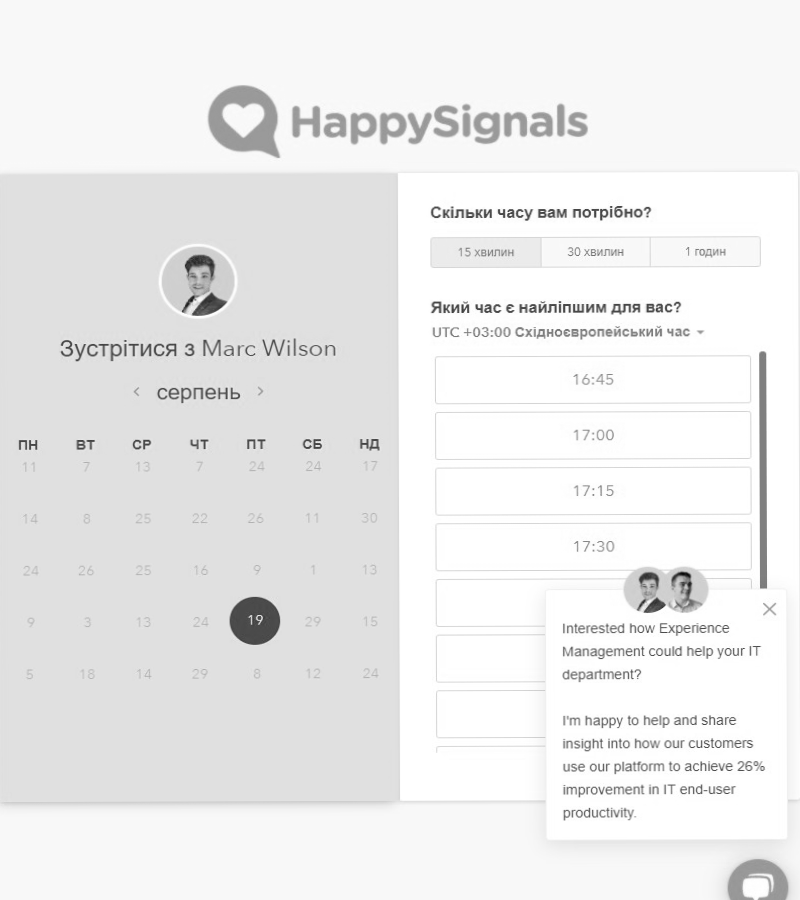 HappySignals
Зустрітися з Marc Wilson
серпень
ПН ВТ СР ЧТ ПТ СБ НД
11 7 13 7 24 24 17
14 8 25 22 26 11 30
24 26 25 16 9 1 13
9 3 13 24 19 29 15
5 18 14 29 8 12 24
Скільки часу вам потрібно?
15 хвилин 30 хвилин 1 годин
Який час є найліпшим для вас?
UTC +03:00 Східноєвропейський час
16:45
17:00
17:15
17:30
Interested how Experience
Management could help your IT
department?
I'm happy to help and share
insight into how our customers
use our platform to achieve 26%
improvement in IT end-user
productivity.